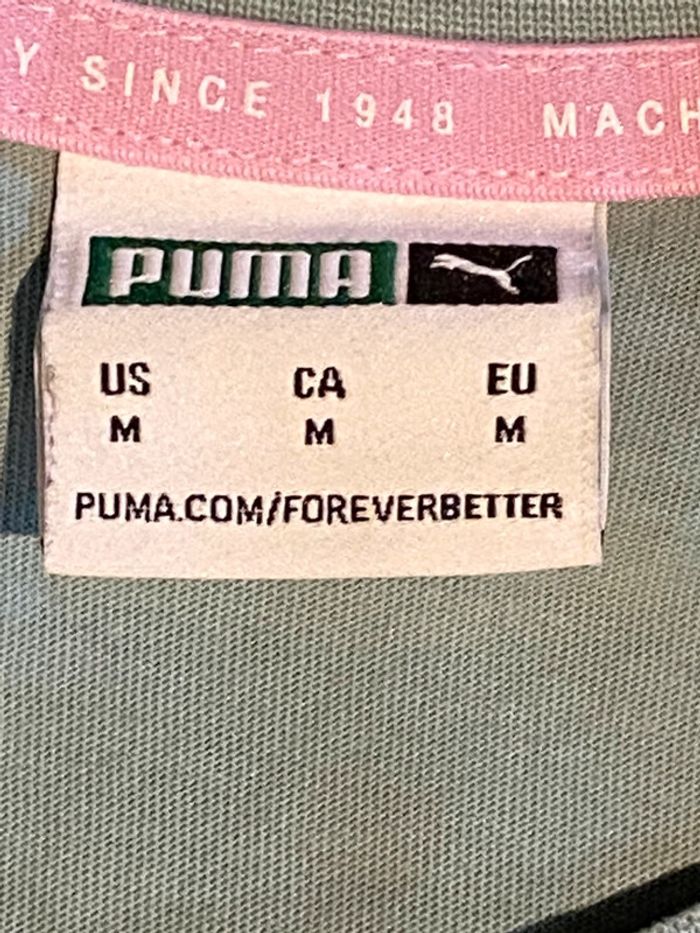 Y SINCE 1948 MACH
PUMA
US CA EU
M M M
PUMA.COM/FOREVERBETTER